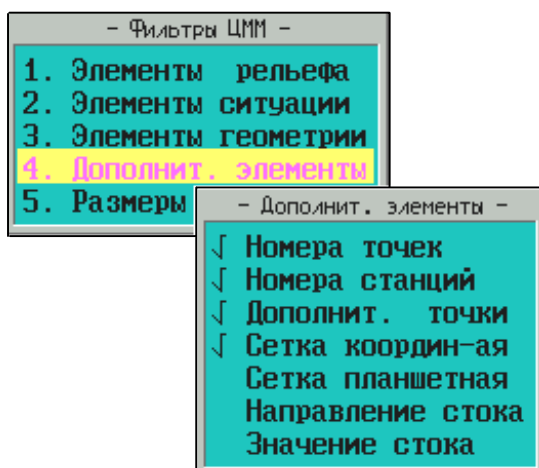 - Фильтры ЦММ -
1. Элементы рельефа
2. Элементы ситуации
3. Элементы геометрии
4. Дополнит. элементы
5. Размеры
- Дополнит. элементы -
√ Номера точек
√ Номера станций
√ Дополнит. точки
√ Сетка координ-ая
Сетка планшетная
Направление стока
Значение стока